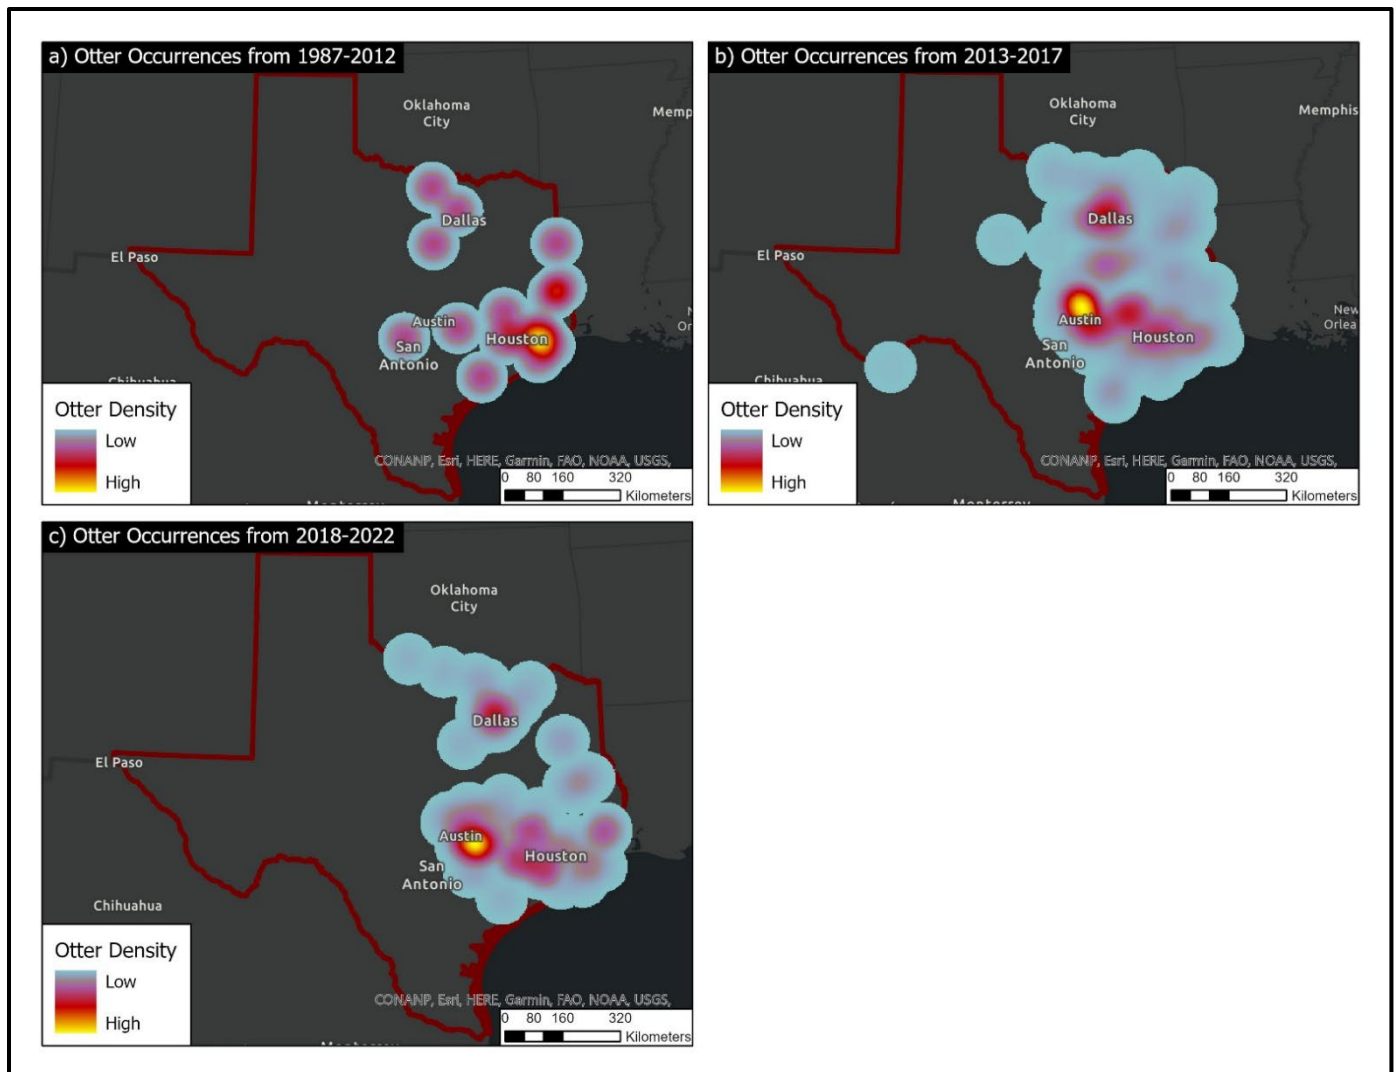 a) Otter Occurrences from 1987-2012
Oklahoma
City
Memp
Dallas
El Paso
Austin
Houston
San
Antonio
Otter Density
Low
High
CONANP, Esri, HERE, Garmin, FAO, NOAA, USGS,
0 80 160 320
Kilometers
b) Otter Occurrences from 2013-2017
Oklahoma
City
Memphis
Dallas
El Paso
New
Orlea
Austin
Houston
San
Antonio
Chihuahua
Otter Density
Low
High
CONANP, Esri, HERE, Garmin, FAO, NOAA, USGS,
0 80 160 320
Kilometers
Monterrey
c) Otter Occurrences from 2018-2022
Oklahoma
City
Dallas
El Paso
Austin
Houston
San
Antonio
Chihuahua
Otter Density
Low
High
CONANP, Esri, HERE, Garmin, FAO, NOAA, USGS,
0 80 160 320
Kilometers